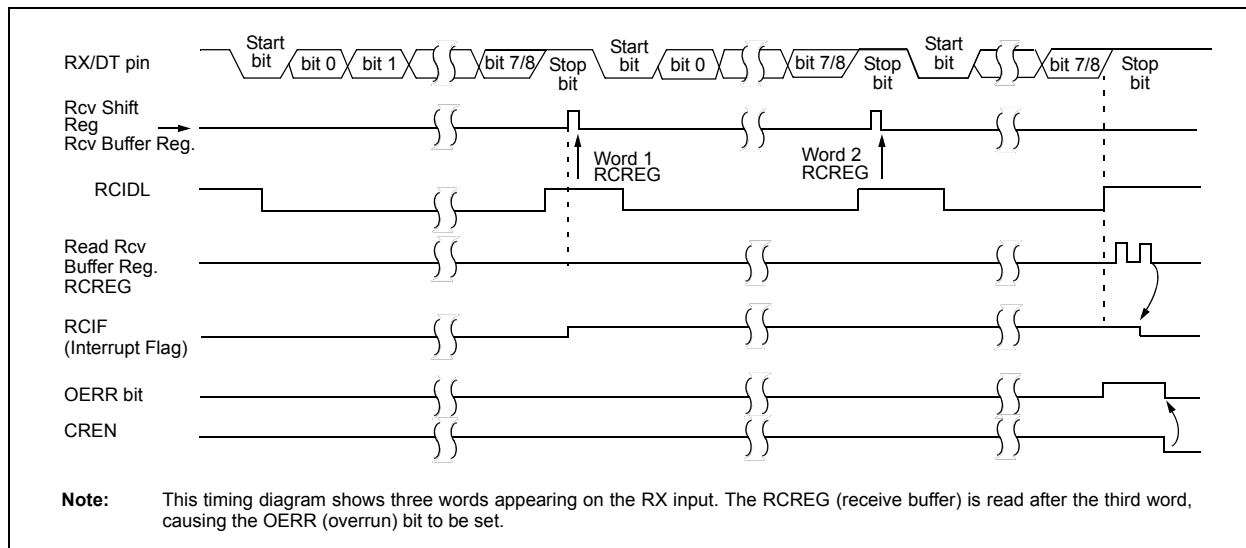 Start bit
bit 0
bit 1
bit 7/8
Stop bit
Start bit
bit 0
bit 7/8
Stop bit
Start bit
bit 7/8
Stop bit
RX/DT pin
Rcv Shift
Reg
Rcv Buffer Reg.
Word 1
RCREG
Word 2
RCREG
RCIDL
Read Rcv
Buffer Reg.
RCREG
RCIF
(Interrupt Flag)
OERR bit
CREN
Note: This timing diagram shows three words appearing on the RX input. The RCREG (receive buffer) is read after the third word,
causing the OERR (overrun) bit to be set.